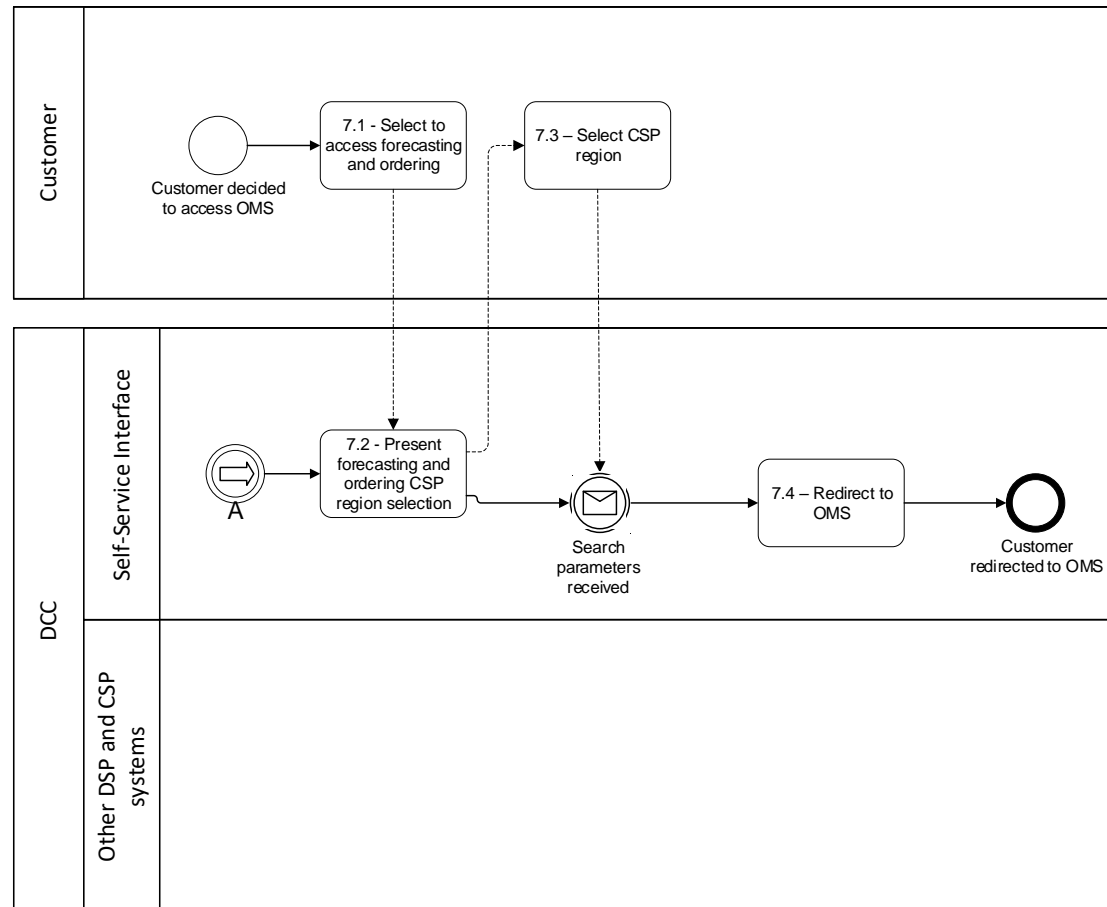 Customer
7.1 - Select to
access forecasting
and ordering
7.3 – Select CSP
region
Customer decided
to access OMS
DCC
Self-Service Interface
7.2 - Present
forecasting and
ordering CSP
region selection
A
7.4 – Redirect to
OMS
Search
parameters
received
Customer
redirected to OMS
Other DSP and CSP
systems